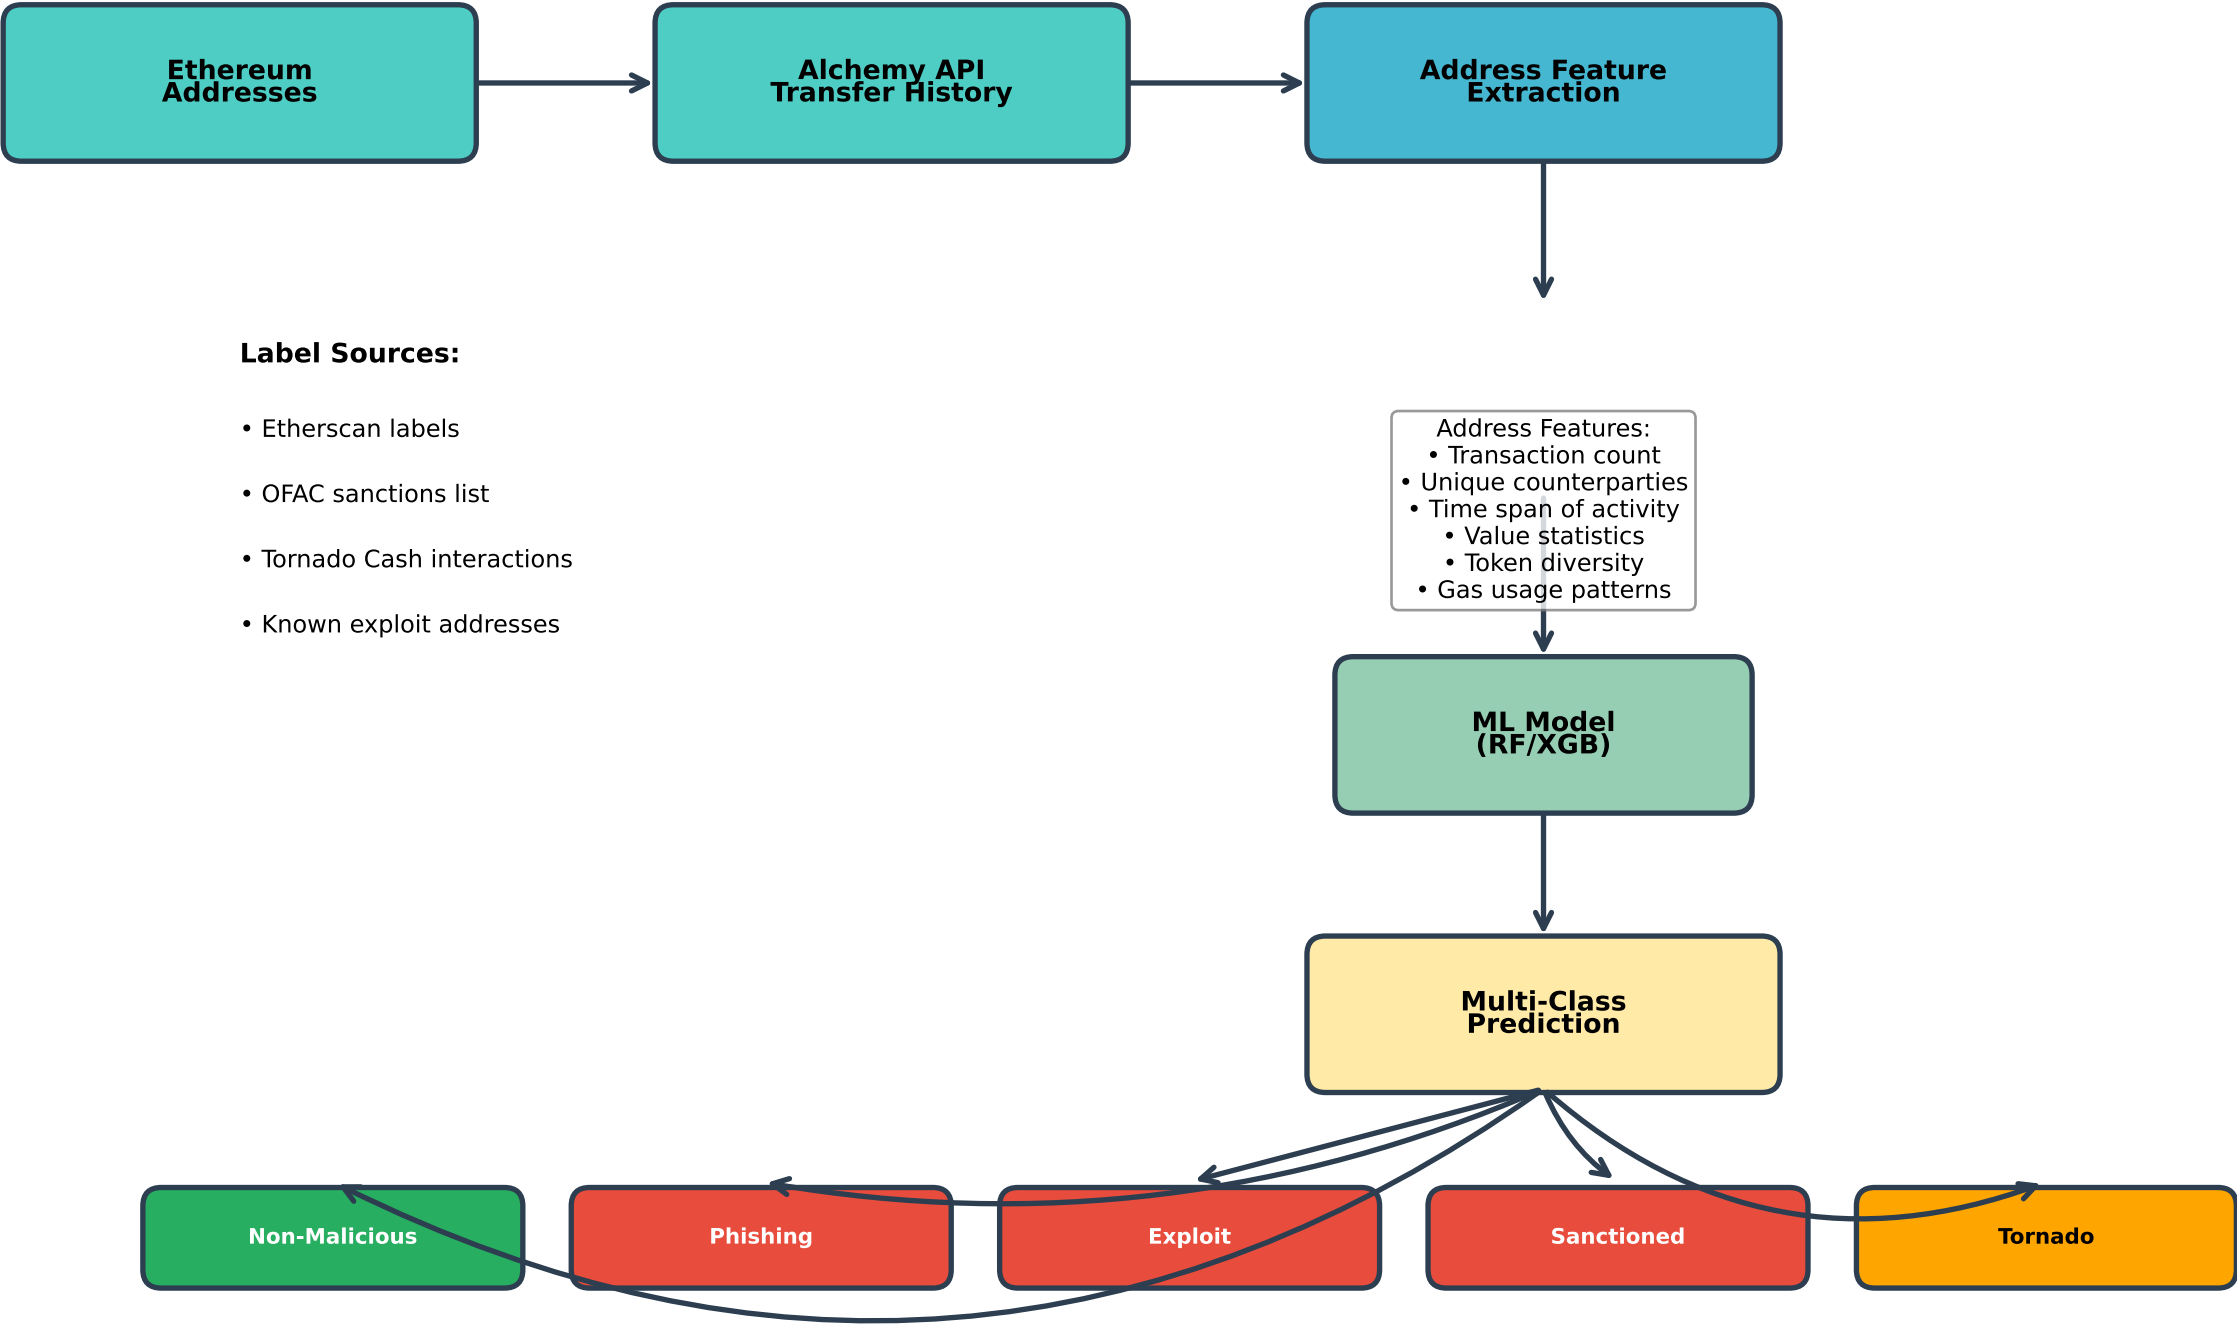 Ethereum
Addresses
Alchemy API
Transfer History
Address Feature
Extraction
Label Sources:
• Etherscan labels
• OFAC sanctions list
• Tornado Cash interactions
• Known exploit addresses
Address Features:
• Transaction count
• Unique counterparties
• Time span of activity
• Value statistics
• Token diversity
• Gas usage patterns
ML Model
(RF/XGB)
Multi-Class
Prediction
Non-Malicious
Phishing
Exploit
Sanctioned
Tornado